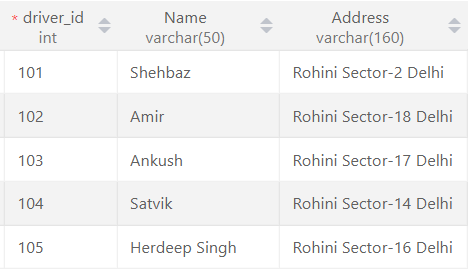 * driver_id Name Address
int varchar(50) varchar(160)
101 Shehbaz Rohini Sector-2 Delhi
102 Amir Rohini Sector-18 Delhi
103 Ankush Rohini Sector-17 Delhi
104 Satvik Rohini Sector-14 Delhi
105 Herdeep Singh Rohini Sector-16 Delhi